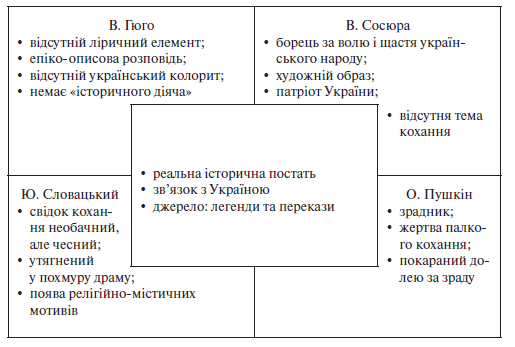 В. Гюго
• відсутній ліричний елемент;
• епіко-описова розповідь;
• відсутній український колорит;
• немає «історичного діяча»
В. Сосюра
• борець за волю і щастя україн-
ського народу;
• художній образ;
• патріот України;
• відсутня тема
кохання
• реальна історична постать
• зв’язок з Україною
• джерело: легенди та перекази
Ю. Словацький
• свідок кохан-
ня необачний,
але чесний;
• утягнений
у похмуру драму;
• поява релігійно-містичних
мотивів
О. Пушкін
• зрадник;
• жертва палко-
го кохання;
• покараний до-
лею за зраду